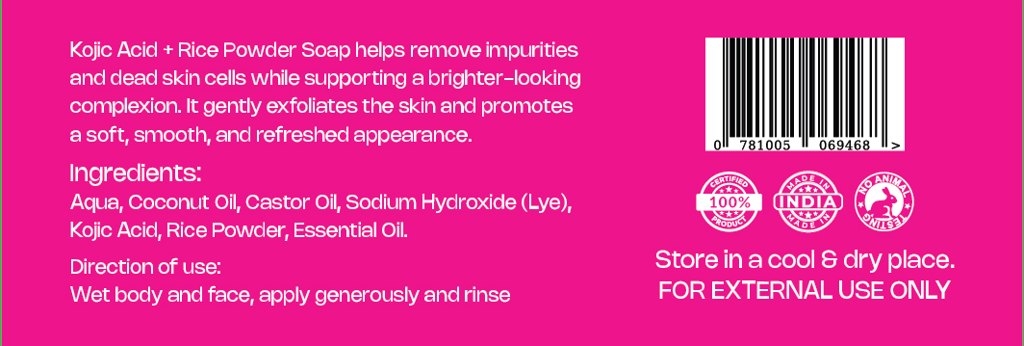 Kojic Acid + Rice Powder Soap helps remove impurities
and dead skin cells while supporting a brighter-looking
complexion. It gently exfoliates the skin and promotes
a soft, smooth, and refreshed appearance.
Ingredients:
Aqua, Coconut Oil, Castor Oil, Sodium Hydroxide (Lye),
Kojic Acid, Rice Powder, Essential Oil.
Direction of use:
Wet body and face, apply generously and rinse
0 781005 069468 >
CERTIFIED
100%
PRODUCT
MADE IN
INDIA
MADE IN
NO ANIMAL
TESTING
Store in a cool & dry place.
FOR EXTERNAL USE ONLY